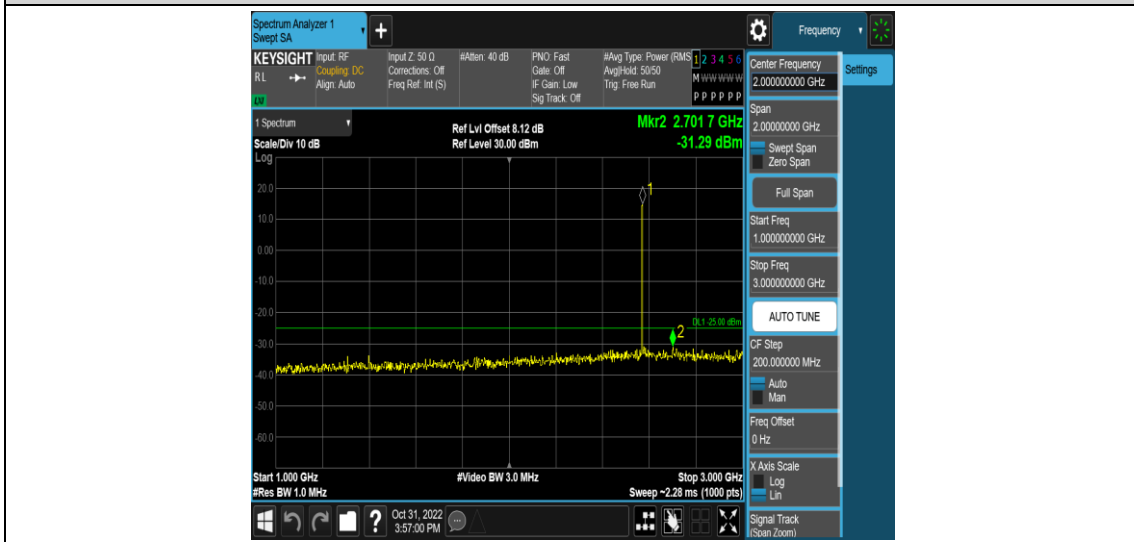 Spectrum Analyzer 1
Swept SA
+
Frequency
KEYSIGHT
RL
LXI
Input: RF
Coupling: DC
Align: Auto
Input Z: 50 Ω
Corrections: Off
Freq Ref: Int (S)
#Atten: 40 dB
PNO: Fast
Gate: Off
IF Gain: Low
Sig Track: Off
#Avg Type: Power (RMS
Avg|Hold: 50/50
Trig: Free Run
1 2 3 4 5 6
M W W W W W
P P P P P P
1 Spectrum
Scale/Div 10 dB
Log
Ref Lvl Offset 8.12 dB
Ref Level 30.00 dBm
Mkr2 2.701 7 GHz
-31.29 dBm
20.0
10.0
0.00
-10.0
-20.0
-30.0
-40.0
-50.0
-60.0
1
2
DL1 -25.00 dBm
Start 1.000 GHz
#Res BW 1.0 MHz
#Video BW 3.0 MHz
Stop 3.000 GHz
Sweep ~2.28 ms (1000 pts)
?
Oct 31, 2022
3:57:00 PM
Center Frequency
2.000000000 GHz
Settings
Span
2.00000000 GHz
Swept Span
Zero Span
Full Span
Start Freq
1.000000000 GHz
Stop Freq
3.000000000 GHz
AUTO TUNE
CF Step
200.000000 MHz
Auto
Man
Freq Offset
0 Hz
X Axis Scale
Log
Lin
Signal Track
(Span Zoom)